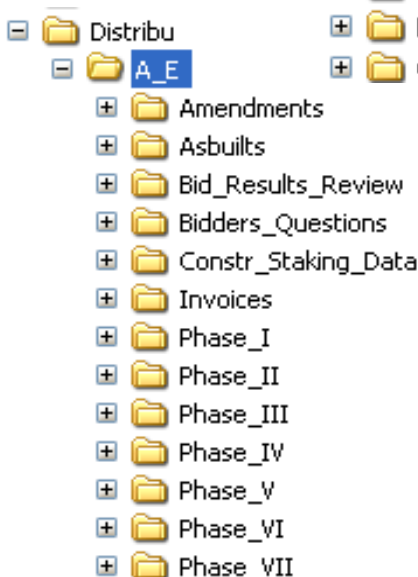 Distribu
A_E
Amendments
Asbuilts
Bid_Results_Review
Bidders_Questions
Constr_Staking_Data
Invoices
Phase_I
Phase_II
Phase_III
Phase_IV
Phase_V
Phase_VI
Phase_VII